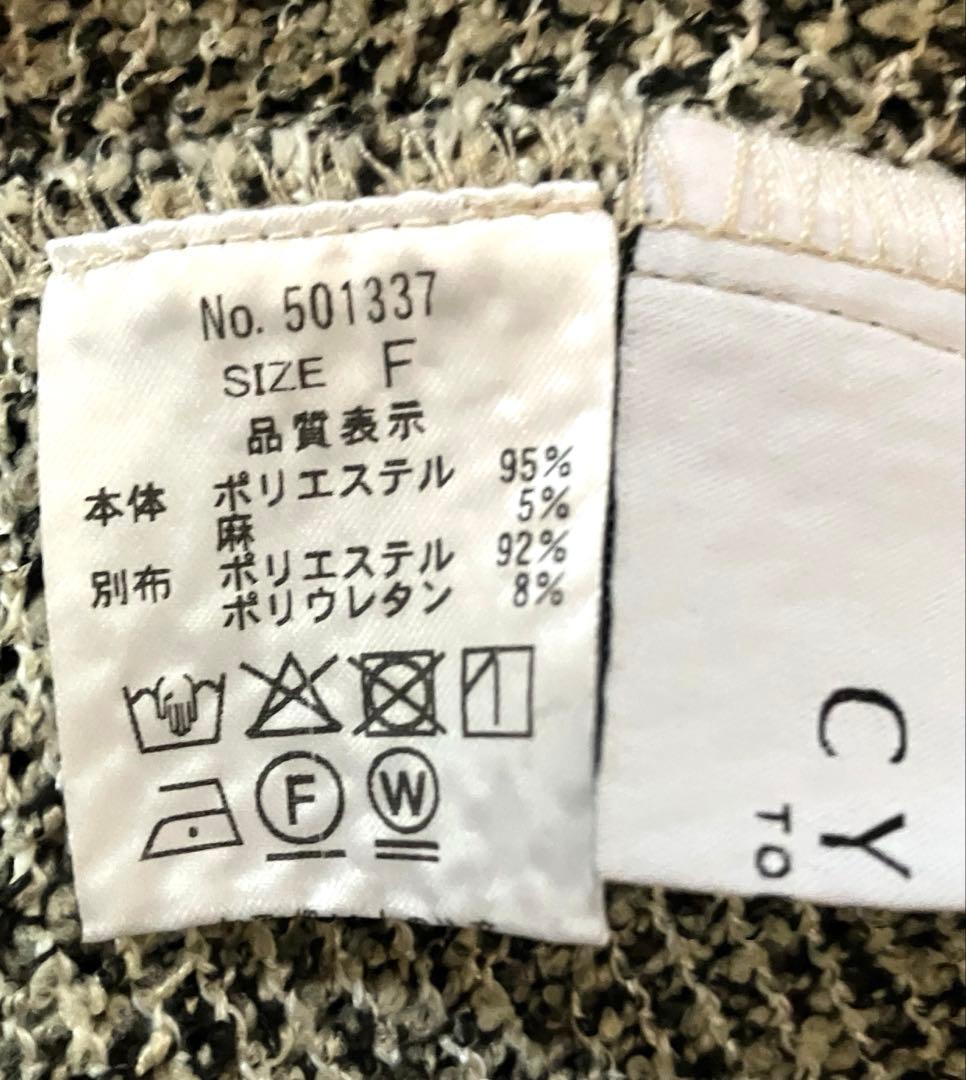 No. 501337
SIZE F
品質表示
本体 ポリエステル 95%
麻 5%
別布 ポリエステル 92%
ポリウレタン 8%
F W
C Y
TO